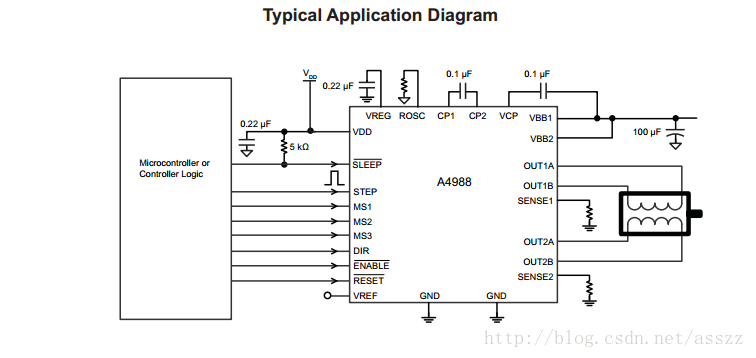 Typical Application Diagram
VDD
0.22 µF
0.1 µF
0.1 µF
0.22 µF
5 kΩ
VREG
ROSC
CP1
CP2
VCP
VBB1
VBB2
100 µF
VDD
SLEEP
STEP
MS1
MS2
MS3
DIR
ENABLE
RESET
VREF
GND
GND
A4988
OUT1A
OUT1B
SENSE1
OUT2A
OUT2B
SENSE2
Microcontroller or
Controller Logic
http://blog.csdn.net/asszz